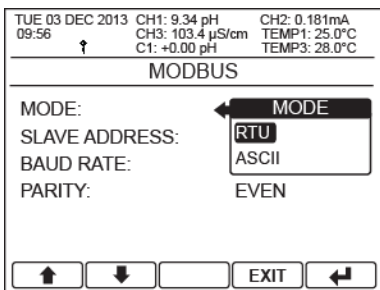 TUE 03 DEC 2013 CH1: 9.34 pH CH2: 0.181mA
09:56 CH3: 103.4 µS/cm TEMP1: 25.0°C
C1: +0.00 pH TEMP3: 28.0°C
MODBUS
MODE: MODE
SLAVE ADDRESS: RTU
BAUD RATE: ASCII
PARITY: EVEN
EXIT